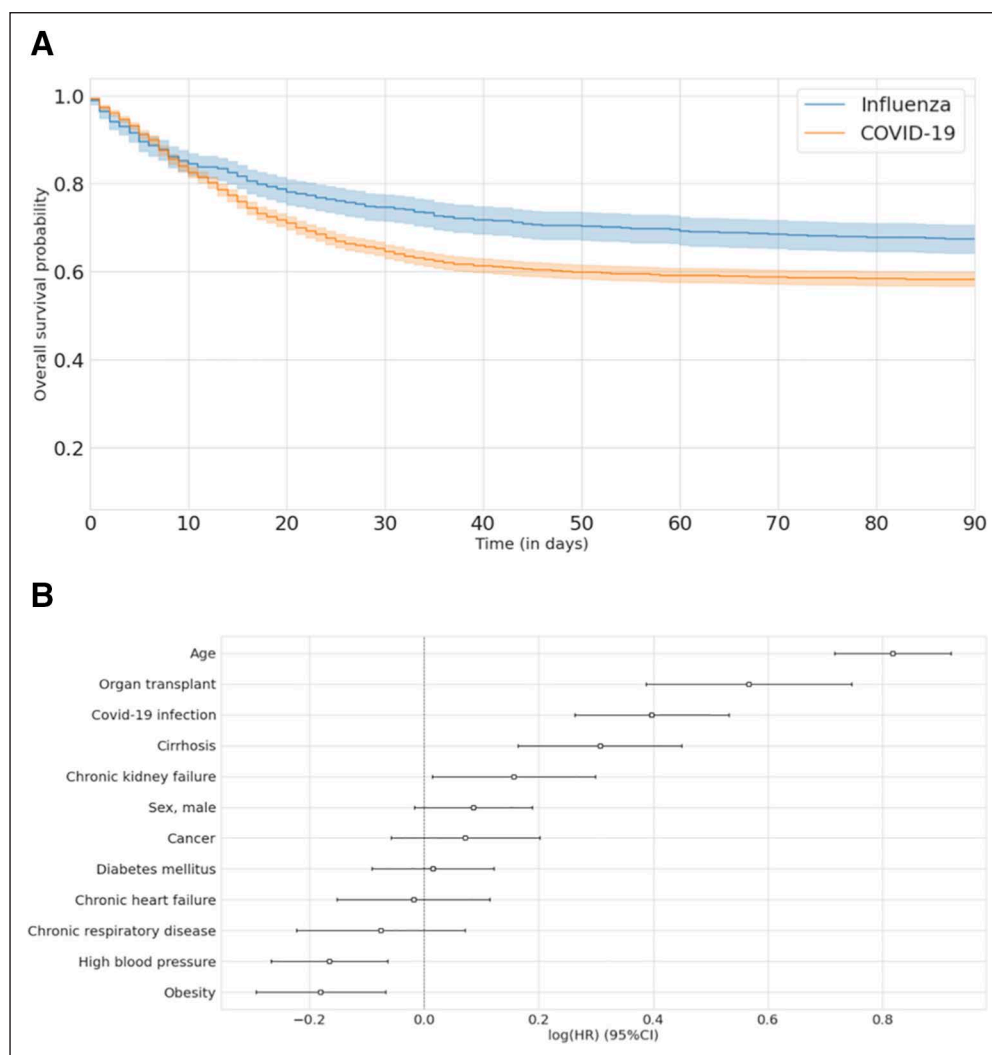 A
1.0
0.8
0.6
0.4
0.2
Overall survival probability
Influenza
COVID-19
0 10 20 30 40 50 60 70 80 90
Time (in days)
B
Age
Organ transplant
Covid-19 infection
Cirrhosis
Chronic kidney failure
Sex, male
Cancer
Diabetes mellitus
Chronic heart failure
Chronic respiratory disease
High blood pressure
Obesity
−0.2 0.0 0.2 0.4 0.6 0.8
log(HR) (95%CI)